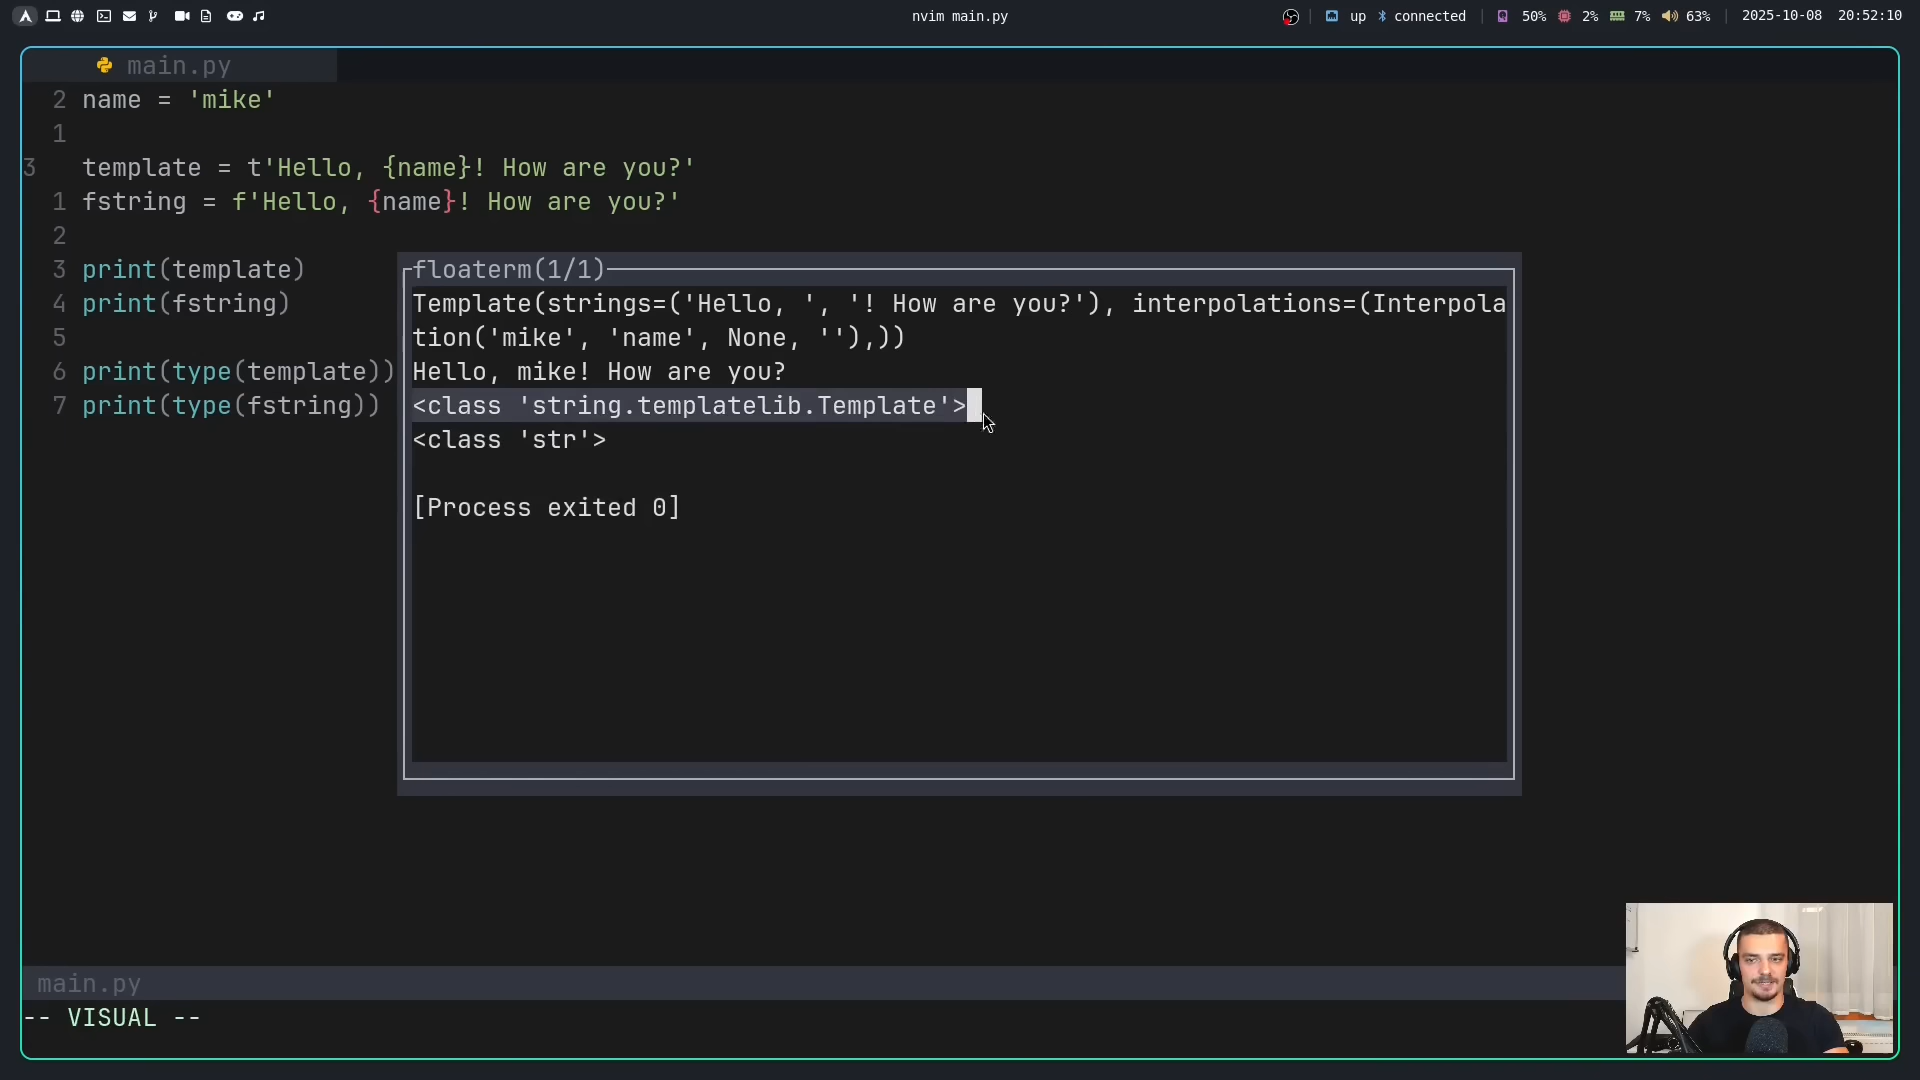 nvim main.py
up connected 50% 2% 7% 63% 2025-10-08 20:52:10
main.py
2 name = 'mike'
1
3 template = t'Hello, {name}! How are you?'
1 fstring = f'Hello, {name}! How are you?'
2
3 print(template)
4 print(fstring)
5
6 print(type(template))
7 print(type(fstring))
floaterm(1/1)
Template(strings=('Hello, ', '! How are you?'), interpolations=(Interpola
tion('mike', 'name', None, ''),))
Hello, mike! How are you?
<class 'string.templatelib.Template'>
<class 'str'>
[Process exited 0]
main.py
-- VISUAL --